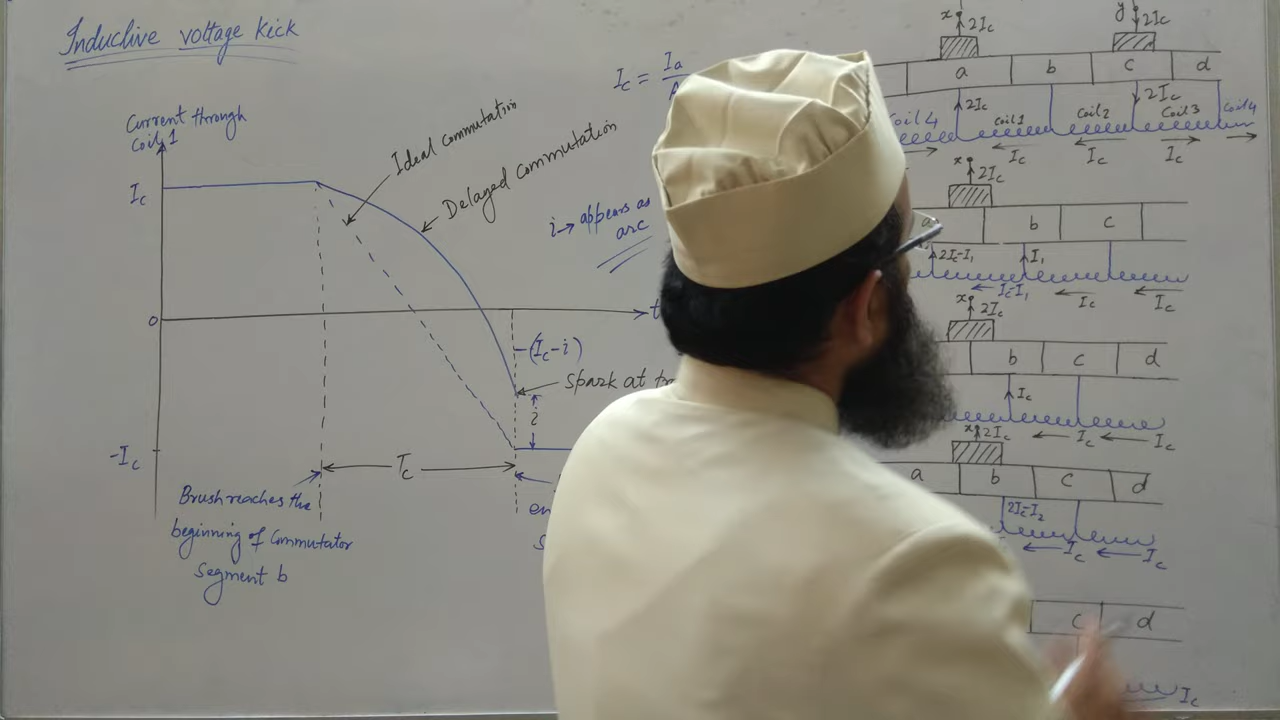 Inductive voltage kick
Current through
Coil 1
I_c
0
-I_c
Ideal commutation
Delayed commutation
i → appears as
arc
t
-(I_c-i)
Spark at
i
T_c
Brush reaches the
beginning of Commutator
Segment b
I_c = I_a
x 2I_c
y 2I_c
a b c d
2I_c 2I_c
Coil 4 Coil 1 Coil 2 Coil 3 Coil 4
I_c I_c I_c
x 2I_c
a b c
2I_c-I_1 I_1
I_c-I_1 I_c I_c
x 2I_c
b c d
I_c
I_c I_c
x 2I_c
a b c d
2I_c-I_2
I_c I_c
c d
I_c